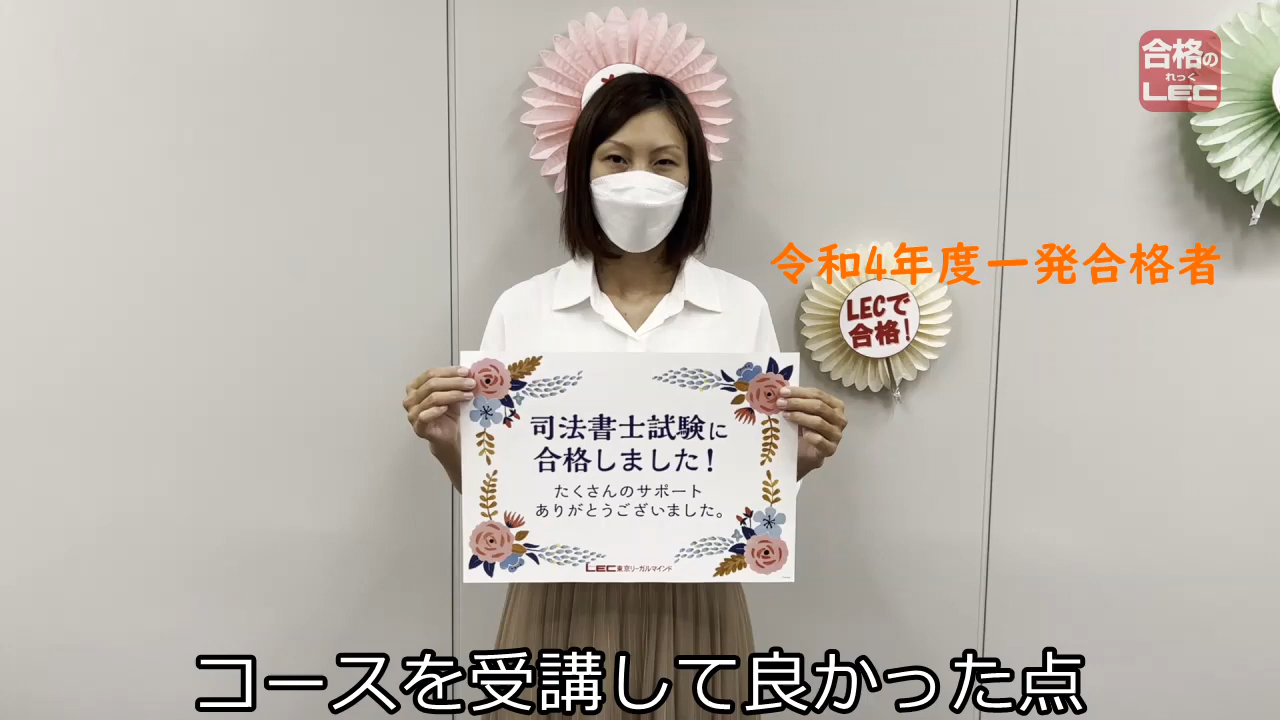 合格の
れっく
LEC
令和4年度一発合格者
LECで
合格！
司法書士試験に
合格しました！
たくさんのサポート
ありがとうございました。
LEC東京リーガルマインド
コースを受講して良かった点